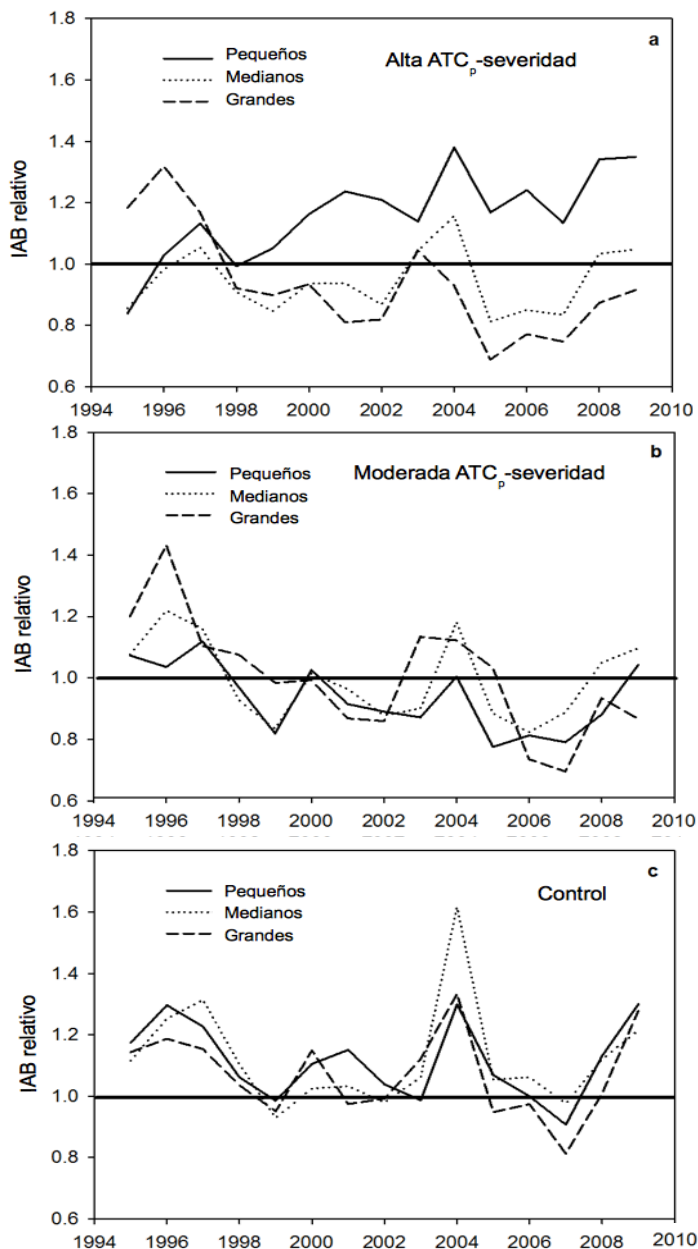 1.8
a
Pequeños
Alta ATCp-severidad
Medianos
1.6
Grandes
1.4
IAB relativo
1.2
1.0
0.8
0.6
1994 1996 1998 2000 2002 2004 2006 2008 2010
1.8
b
Pequeños
Moderada ATCp-severidad
Medianos
1.6
Grandes
1.4
IAB relativo
1.2
1.0
0.8
0.6
1994 1996 1998 2000 2002 2004 2006 2008 2010
1.8
c
Pequeños
Control
Medianos
1.6
Grandes
1.4
IAB relativo
1.2
1.0
0.8
0.6
1994 1996 1998 2000 2002 2004 2006 2008 2010